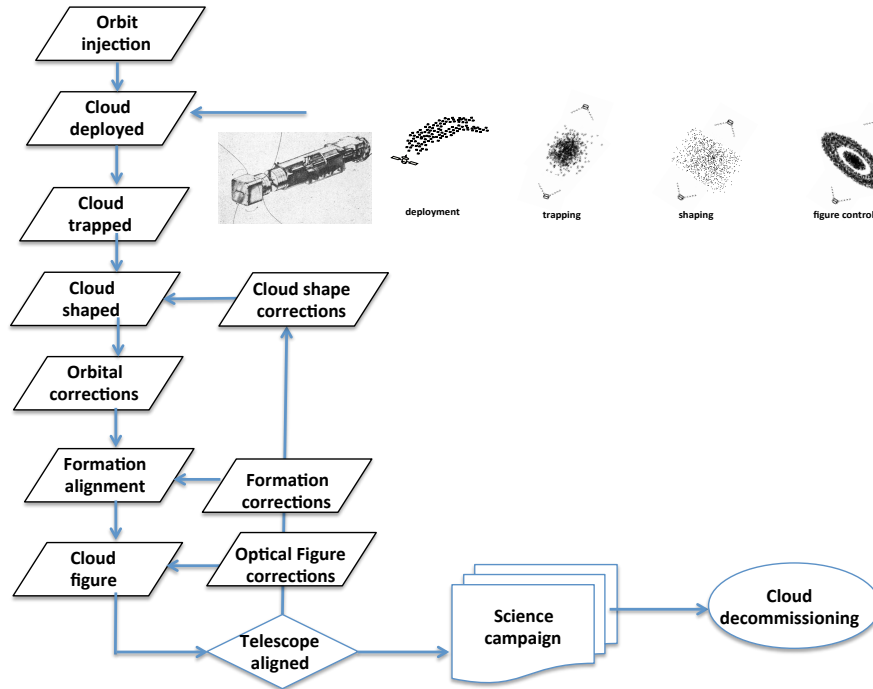 Orbit
injection
Cloud
deployed
deployment
trapping
shaping
figure control
Cloud
trapped
Cloud
shaped
Cloud shape
corrections
Orbital
corrections
Formation
alignment
Formation
corrections
Cloud
figure
Optical Figure
corrections
Telescope
aligned
Science
campaign
Cloud
decommissioning